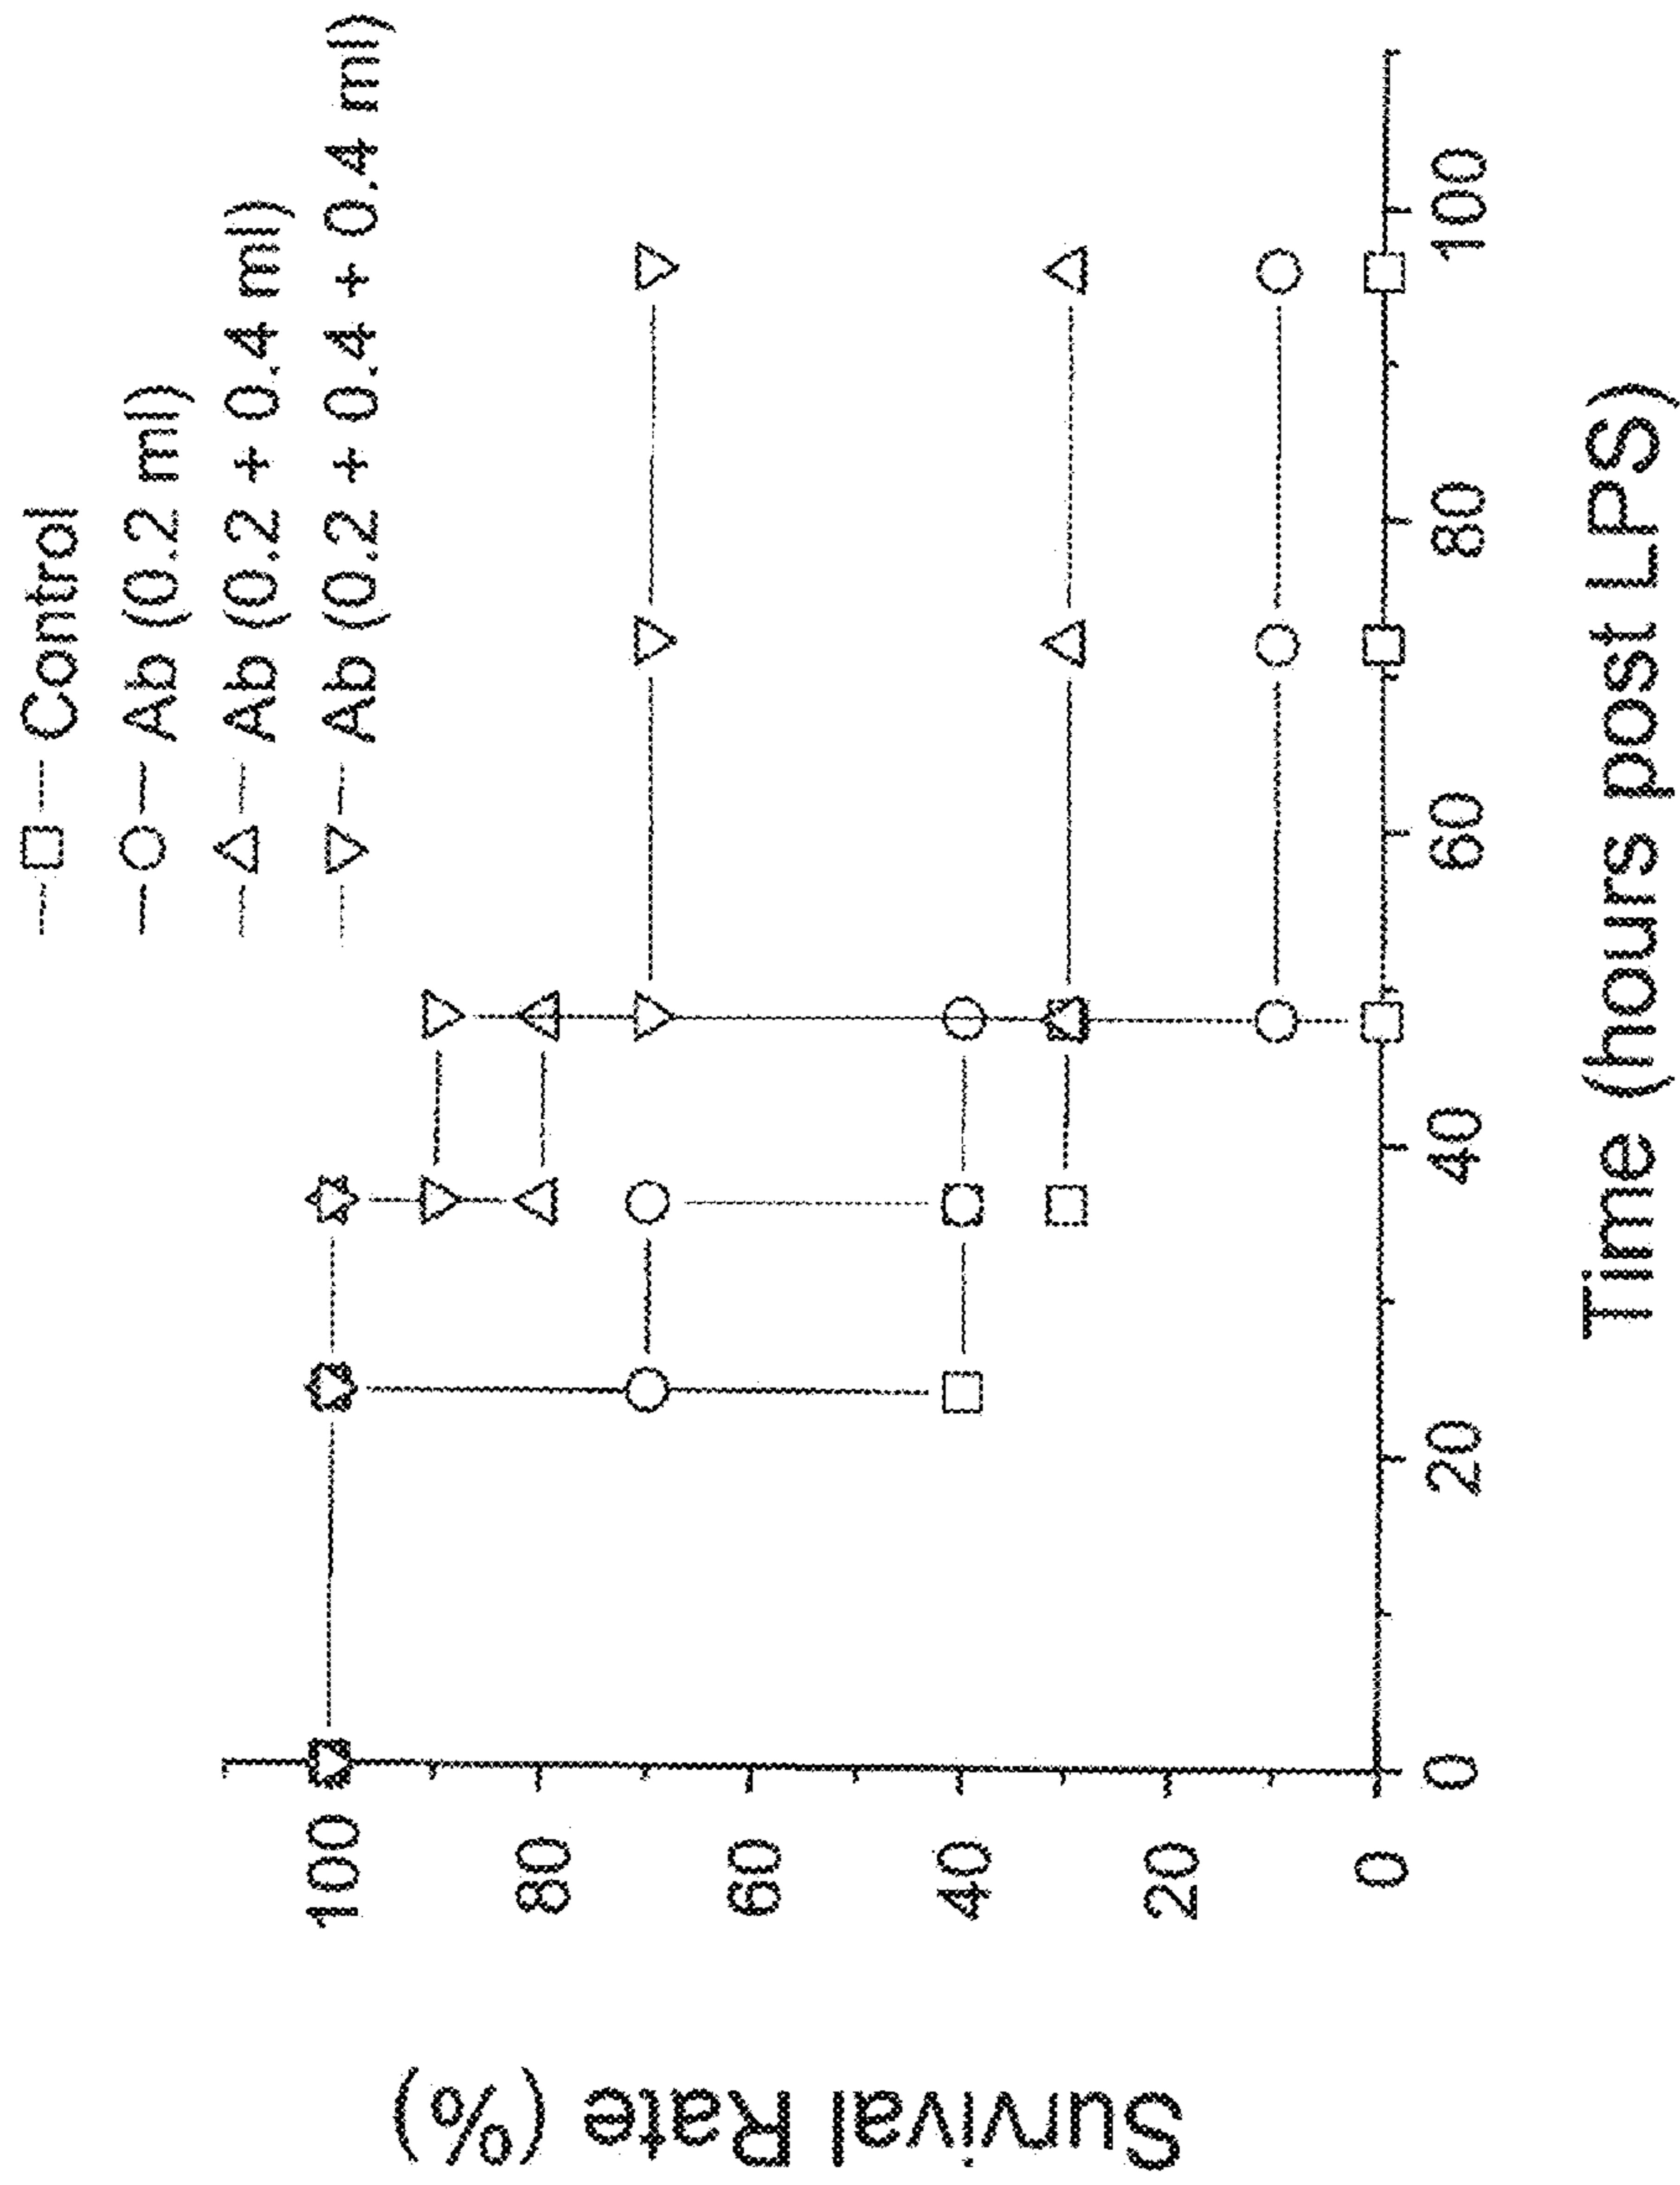 Control
Ab (0.2 ml)
Ab (0.2 + 0.4 ml)
Ab (0.2 + 0.4 + 0.4 ml)
Survival Rate (%)
100
80
60
40
20
0
0
20
40
60
80
100
Time (hours post LPS)